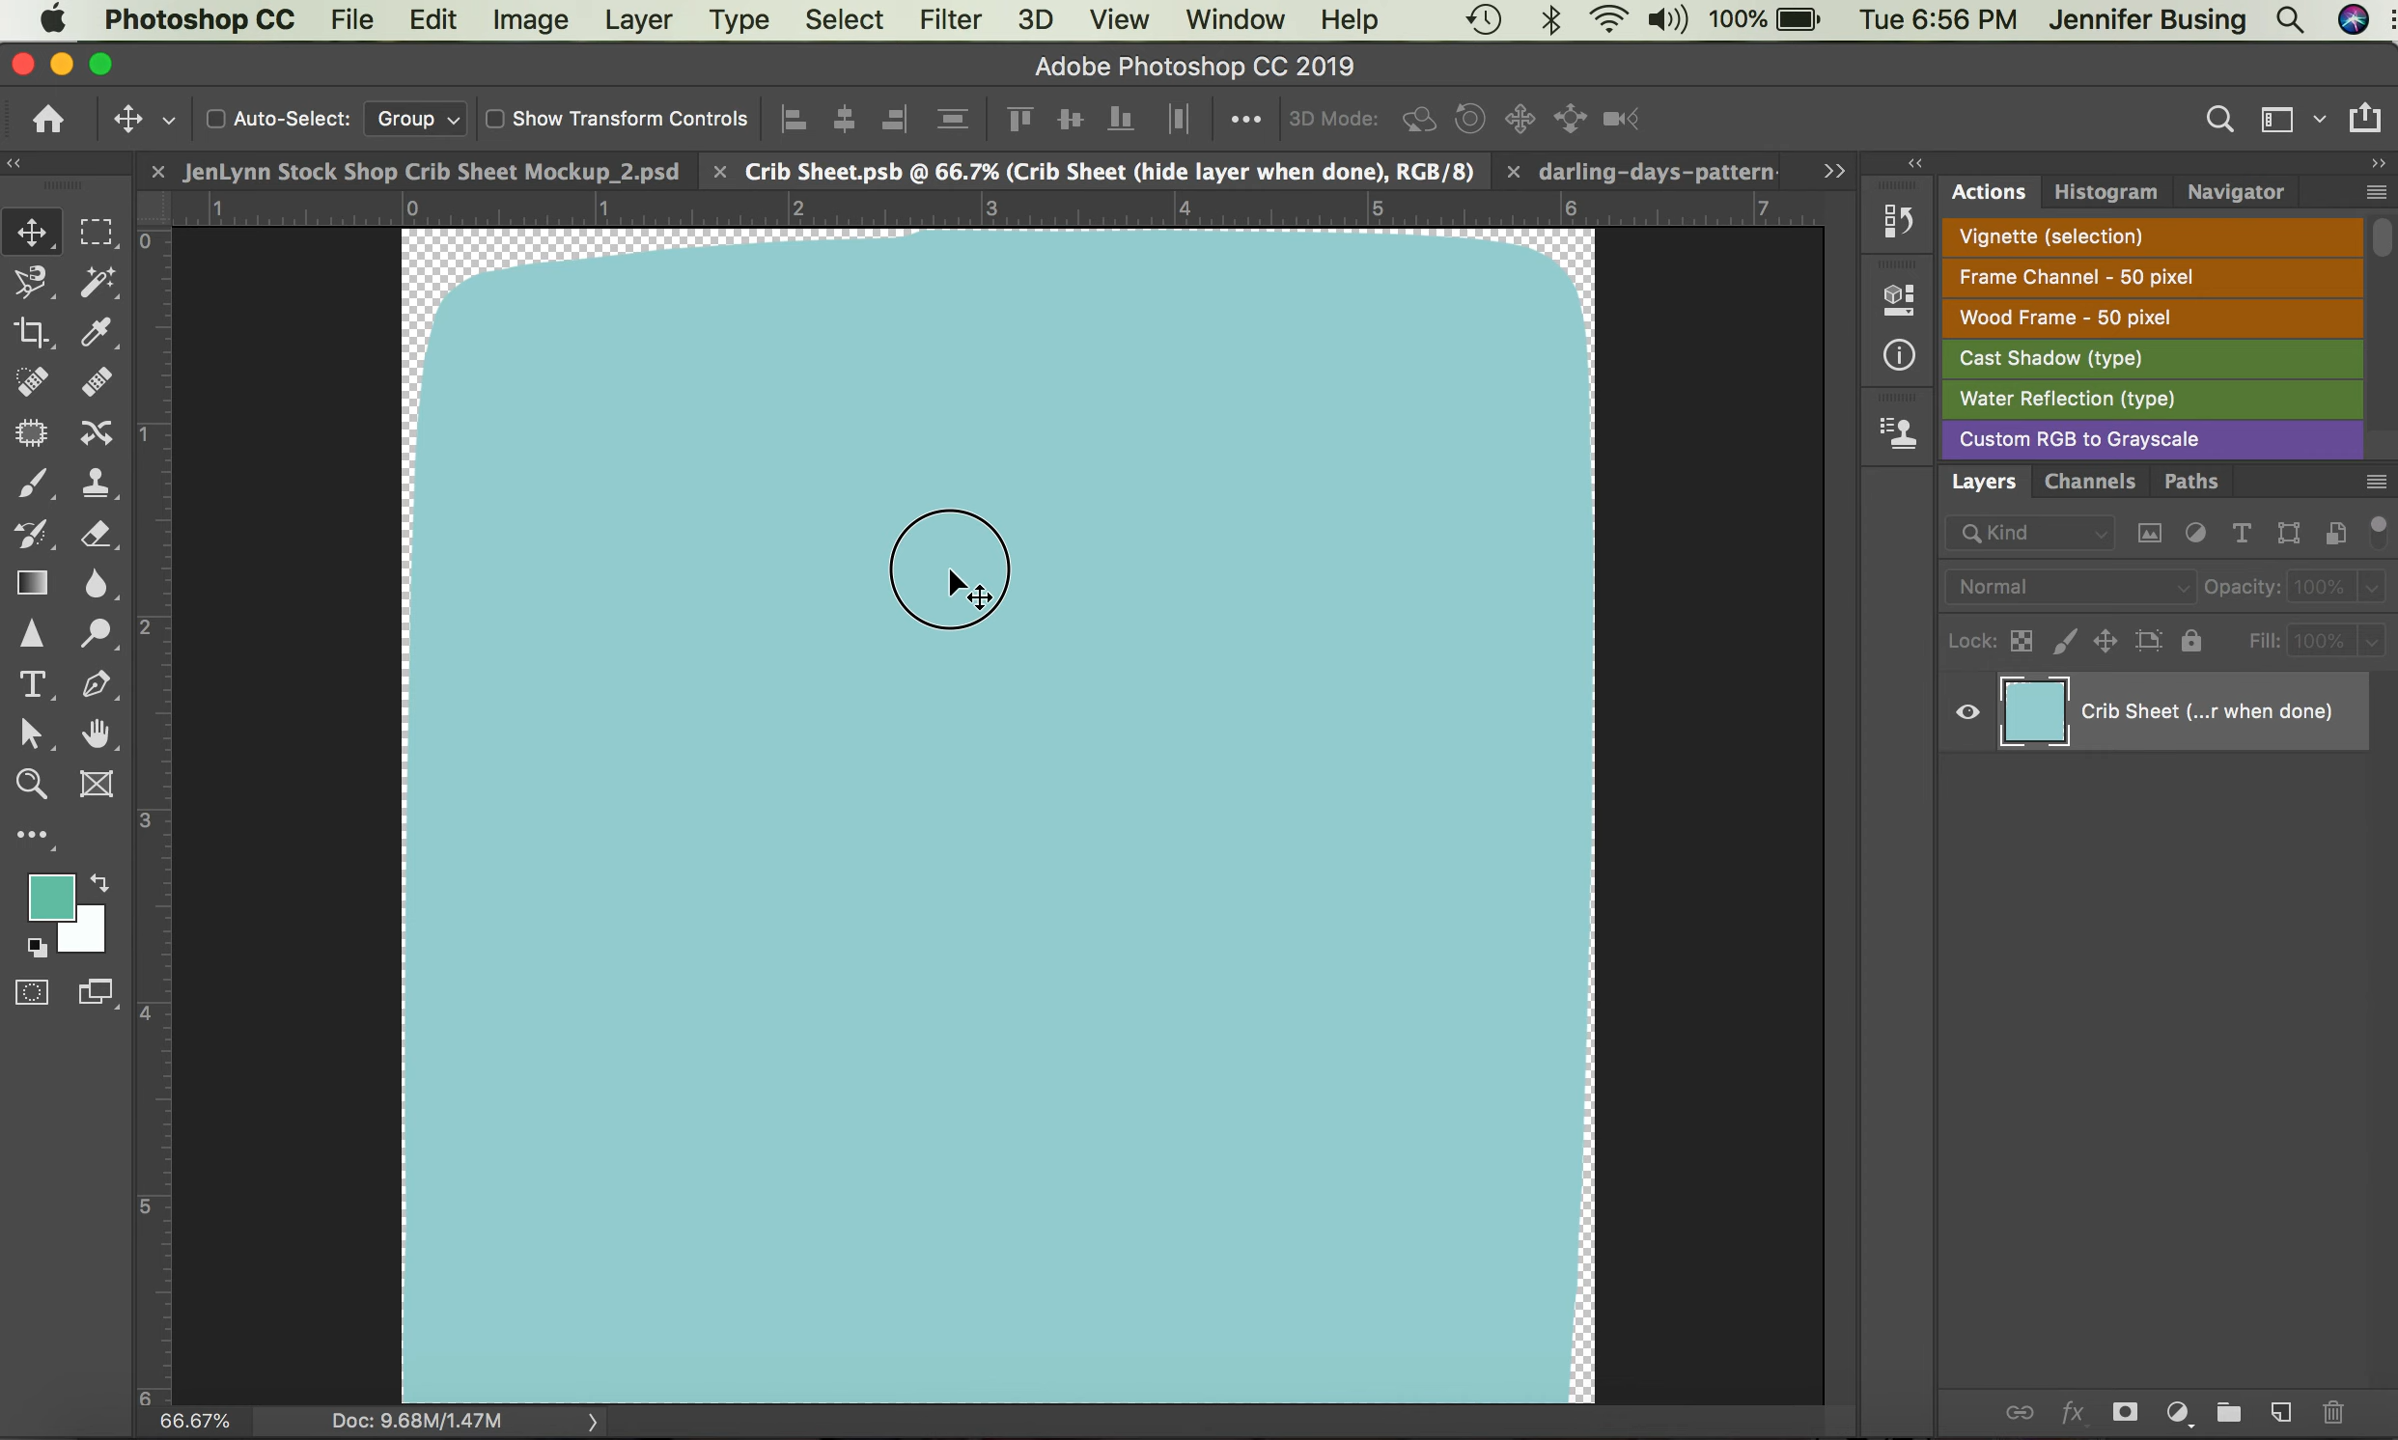 Photoshop CC File Edit Image Layer Type Select Filter 3D View Window Help 100% Tue 6:56 PM Jennifer Busing
Adobe Photoshop CC 2019
Auto-Select: Group Show Transform Controls 3D Mode:
JenLynn Stock Shop Crib Sheet Mockup_2.psd Crib Sheet.psb @ 66.7% (Crib Sheet (hide layer when done), RGB/8) darling-days-pattern-
1 0 1 2 3 4 5 6 7
0
1
2
3
4
5
6
Actions Histogram Navigator
Vignette (selection)
Frame Channel - 50 pixel
Wood Frame - 50 pixel
Cast Shadow (type)
Water Reflection (type)
Custom RGB to Grayscale
Layers Channels Paths
Kind
Normal Opacity: 100%
Lock: Fill: 100%
Crib Sheet (...r when done)
66.67% Doc: 9.68M/1.47M
fx